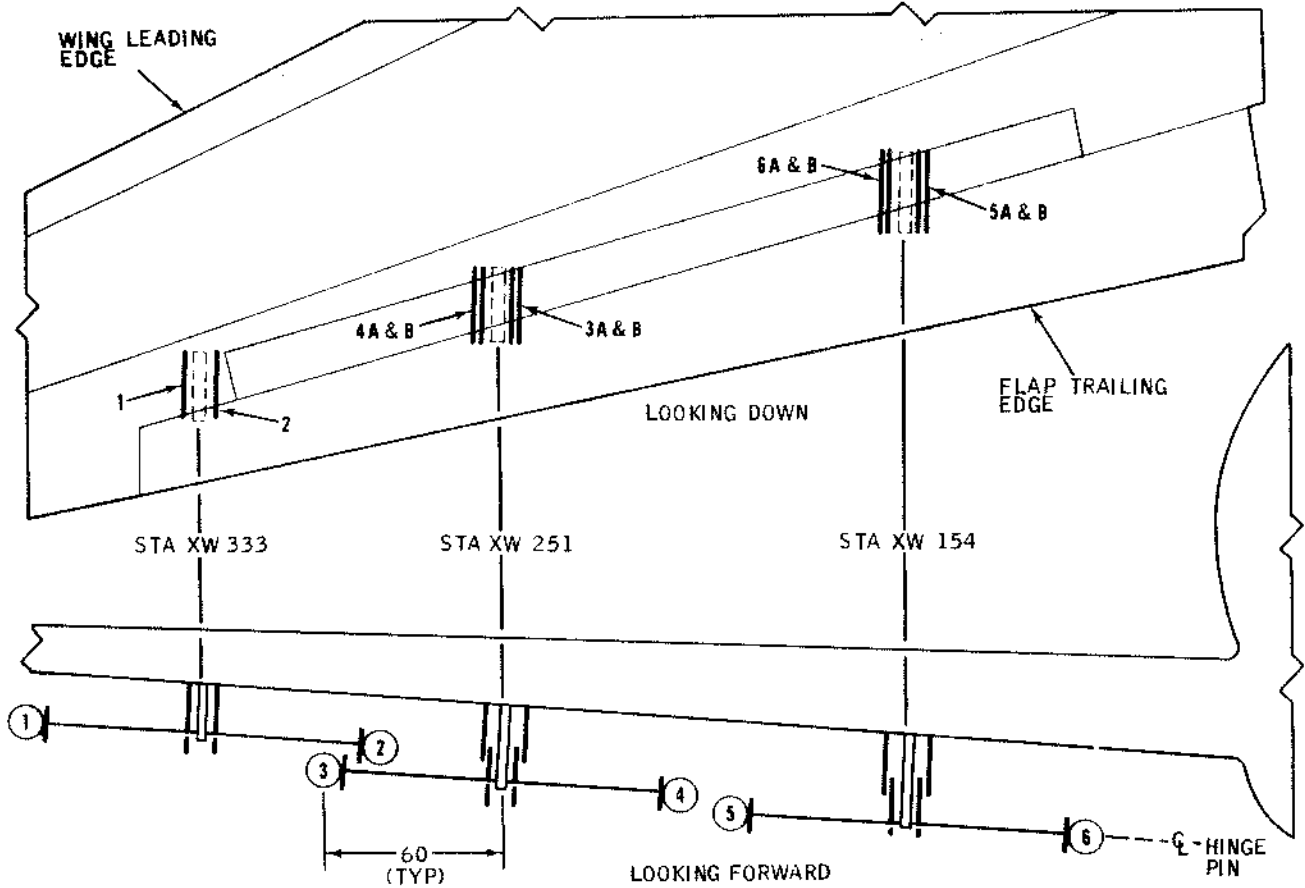 WING LEADING
EDGE
6A & B
5A & B
4A & B
3A & B
1
2
FLAP TRAILING
EDGE
LOOKING DOWN
STA XW 333
STA XW 251
STA XW 154
1
2
3
4
5
6
℄ HINGE
PIN
60
(TYP)
LOOKING FORWARD